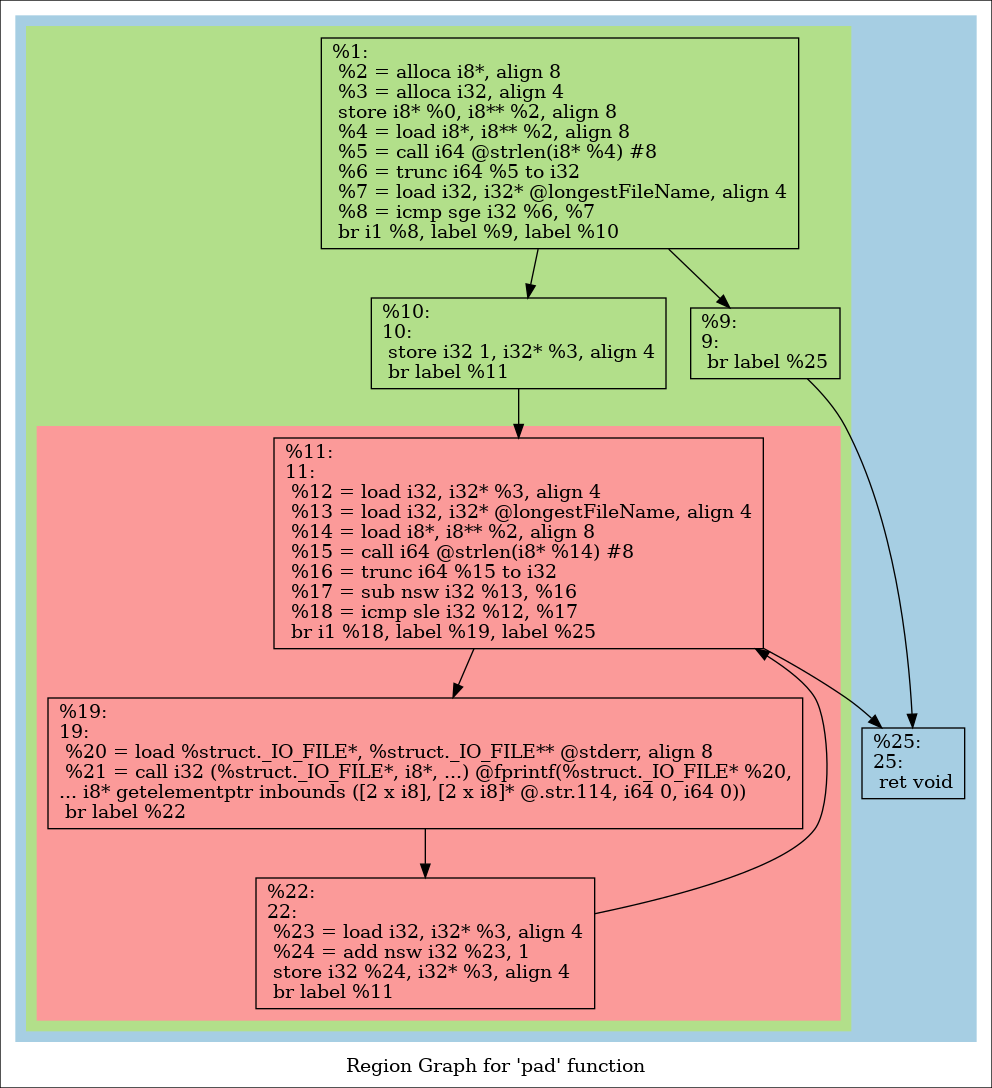 %1:
%2 = alloca i8*, align 8
%3 = alloca i32, align 4
store i8* %0, i8** %2, align 8
%4 = load i8*, i8** %2, align 8
%5 = call i64 @strlen(i8* %4) #8
%6 = trunc i64 %5 to i32
%7 = load i32, i32* @longestFileName, align 4
%8 = icmp sge i32 %6, %7
br i1 %8, label %9, label %10
%10:
10:
store i32 1, i32* %3, align 4
br label %11
%9:
9:
br label %25
%11:
11:
%12 = load i32, i32* %3, align 4
%13 = load i32, i32* @longestFileName, align 4
%14 = load i8*, i8** %2, align 8
%15 = call i64 @strlen(i8* %14) #8
%16 = trunc i64 %15 to i32
%17 = sub nsw i32 %13, %16
%18 = icmp sle i32 %12, %17
br i1 %18, label %19, label %25
%19:
19:
%20 = load %struct._IO_FILE*, %struct._IO_FILE** @stderr, align 8
%21 = call i32 (%struct._IO_FILE*, i8*, ...) @fprintf(%struct._IO_FILE* %20,
... i8* getelementptr inbounds ([2 x i8], [2 x i8]* @.str.114, i64 0, i64 0))
br label %22
%25:
25:
ret void
%22:
22:
%23 = load i32, i32* %3, align 4
%24 = add nsw i32 %23, 1
store i32 %24, i32* %3, align 4
br label %11
Region Graph for 'pad' function